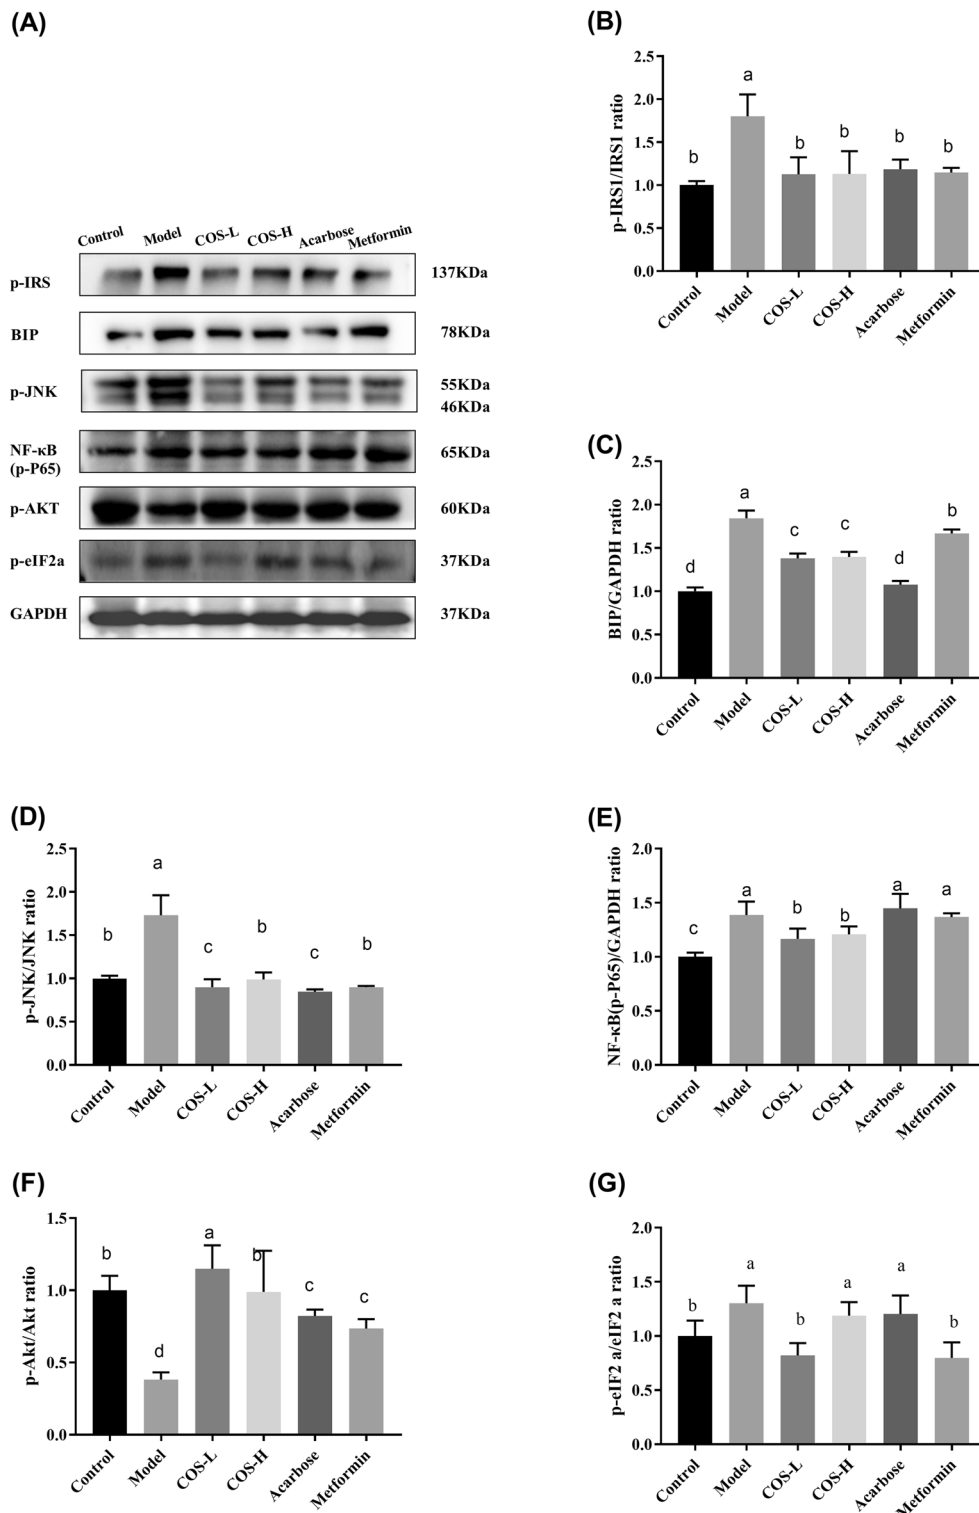 (A)
Control Model COS-L COS-H Acarbose Metformin
p-IRS 137KDa
BIP 78KDa
p-JNK 55KDa
46KDa
NF-κB
(p-P65) 65KDa
p-AKT 60KDa
p-eIF2a 37KDa
GAPDH 37KDa
(B)
p-IRS1/IRS1 ratio
2.5
2.0
1.5
1.0
0.5
0.0
b a b b b b
Control Model COS-L COS-H Acarbose Metformin
(C)
BIP/GAPDH ratio
2.5
2.0
1.5
1.0
0.5
0.0
d a c c d b
Control Model COS-L COS-H Acarbose Metformin
(D)
p-JNK/JNK ratio
2.5
2.0
1.5
1.0
0.5
0.0
b a c b c b
Control Model COS-L COS-H Acarbose Metformin
(E)
NF-κB(p-P65)/GAPDH ratio
2.0
1.5
1.0
0.5
0.0
c a b b a a
Control Model COS-L COS-H Acarbose Metformin
(F)
p-Akt/Akt ratio
1.5
1.0
0.5
0.0
b d a b c c
Control Model COS-L COS-H Acarbose Metformin
(G)
p-eIF2 a/eIF2 a ratio
2.0
1.5
1.0
0.5
0.0
b a b a a b
Control Model COS-L COS-H Acarbose Metformin